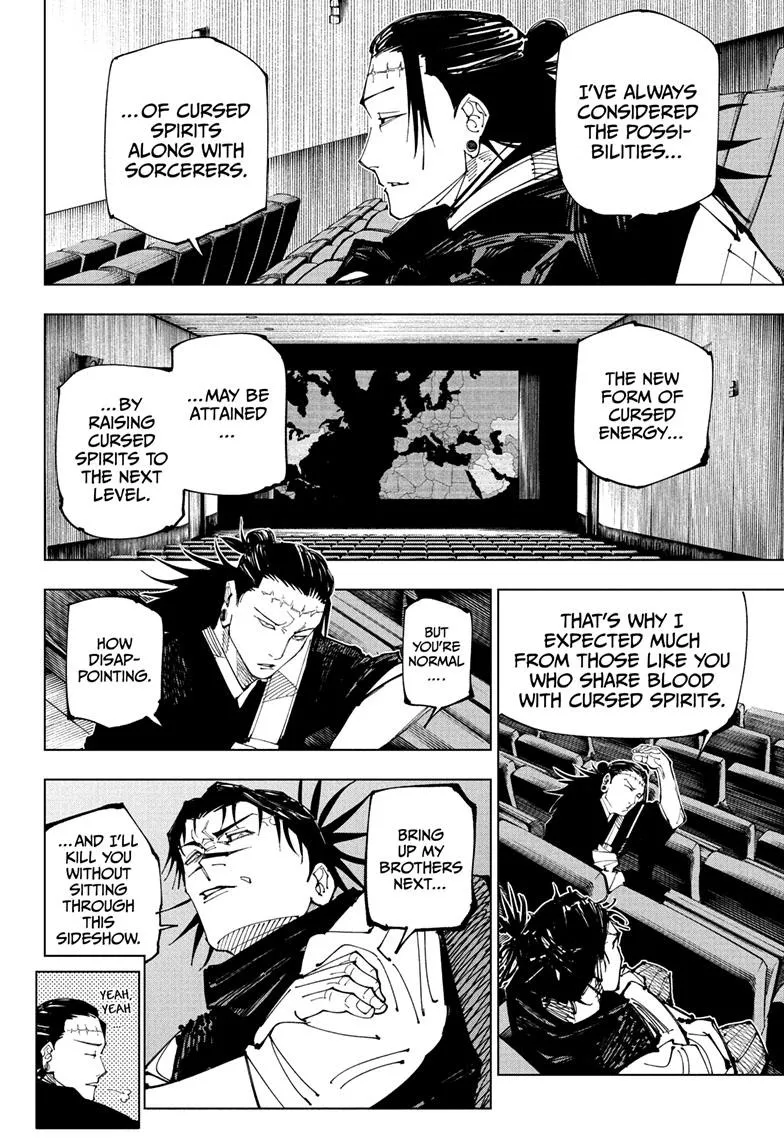 I'VE ALWAYS
CONSIDERED
THE POSSI-
BILITIES...
...OF CURSED
SPIRITS
ALONG WITH
SORCERERS.
THE NEW
FORM OF
CURSED
ENERGY...
...MAY BE
ATTAINED
...
...BY
RAISING
CURSED
SPIRITS TO
THE NEXT
LEVEL.
THAT'S WHY I
EXPECTED MUCH
FROM THOSE LIKE YOU
WHO SHARE BLOOD
WITH CURSED SPIRITS.
BUT
YOU'RE
NORMAL
....
HOW
DISAP-
POINTING.
BRING
UP MY
BROTHERS
NEXT...
...AND I'LL
KILL YOU
WITHOUT
SITTING
THROUGH
THIS
SIDESHOW.
YEAH,
YEAH
...